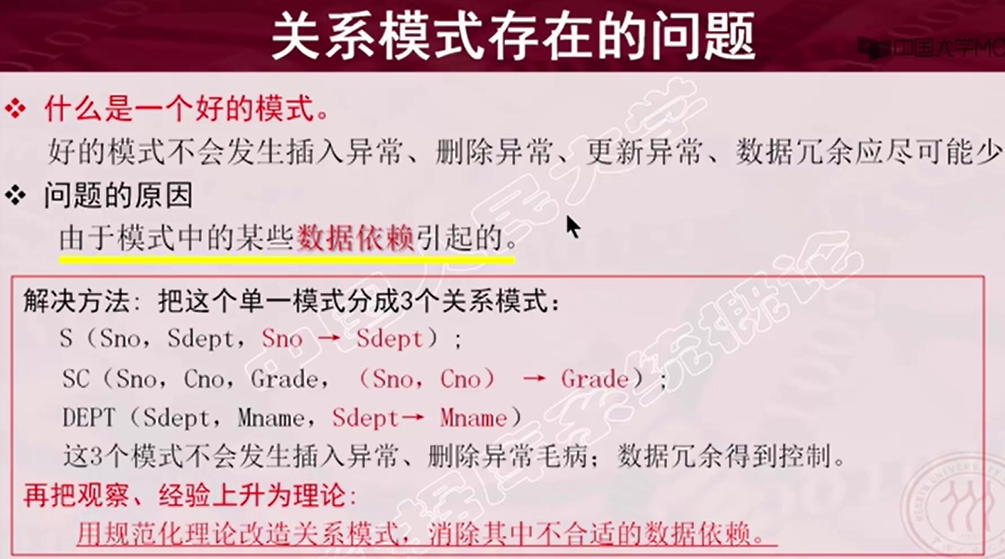 关系模式存在的问题
中国大学MO
❖ 什么是一个好的模式。
好的模式不会发生插入异常、删除异常、更新异常、数据冗余应尽可能少
❖ 问题的原因
由于模式中的某些数据依赖引起的。
解决方法：把这个单一模式分成3个关系模式：
S（Sno，Sdept，Sno → Sdept）；
SC（Sno，Cno，Grade，（Sno，Cno） → Grade）；
DEPT（Sdept，Mname，Sdept→ Mname）
这3个模式不会发生插入异常、删除异常毛病；数据冗余得到控制。
再把观察、经验上升为理论：
用规范化理论改造关系模式，消除其中不合适的数据依赖。